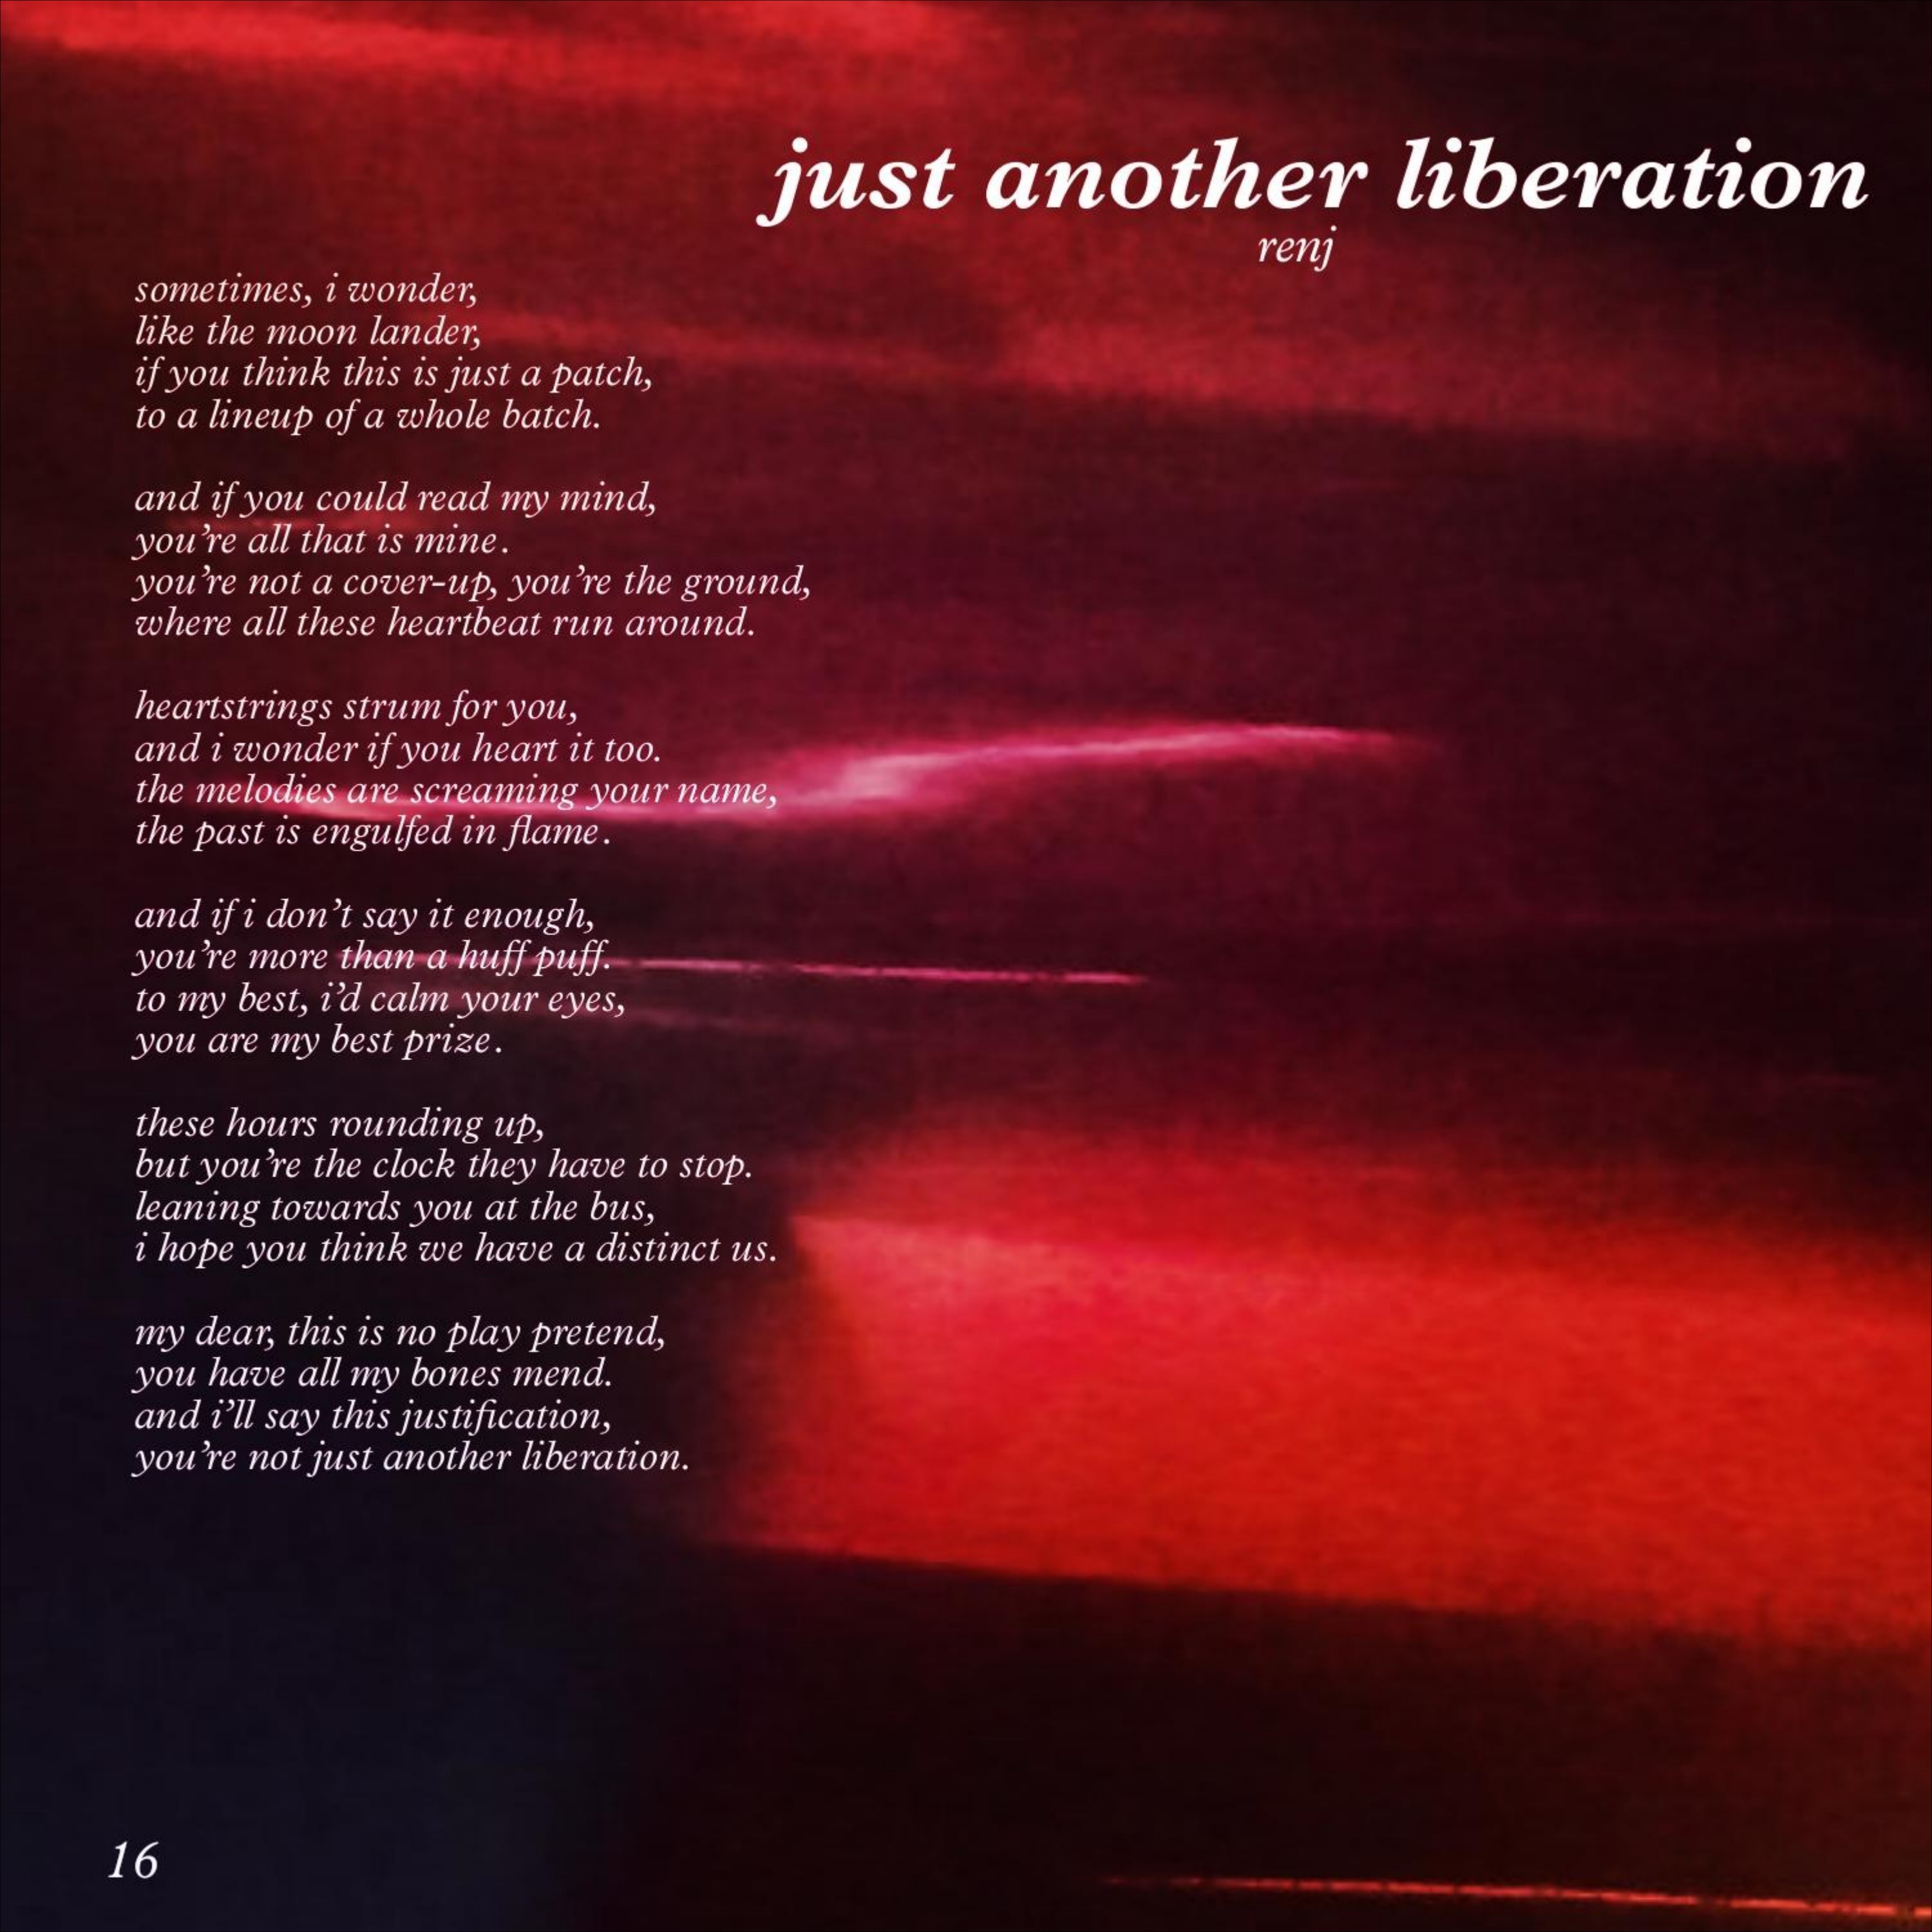 just another liberation
renj
sometimes, i wonder,
like the moon lander,
if you think this is just a patch,
to a lineup of a whole batch.
and if you could read my mind,
you're all that is mine.
you're not a cover-up, you're the ground,
where all these heartbeat run around.
heartstrings strum for you,
and i wonder if you heart it too.
the melodies are screaming your name,
the past is engulfed in flame.
and if i don't say it enough,
you're more than a huff puff.
to my best, i'd calm your eyes,
you are my best prize.
these hours rounding up,
but you're the clock they have to stop.
leaning towards you at the bus,
i hope you think we have a distinct us.
my dear, this is no play pretend,
you have all my bones mend.
and i'll say this justification,
you're not just another liberation.
16